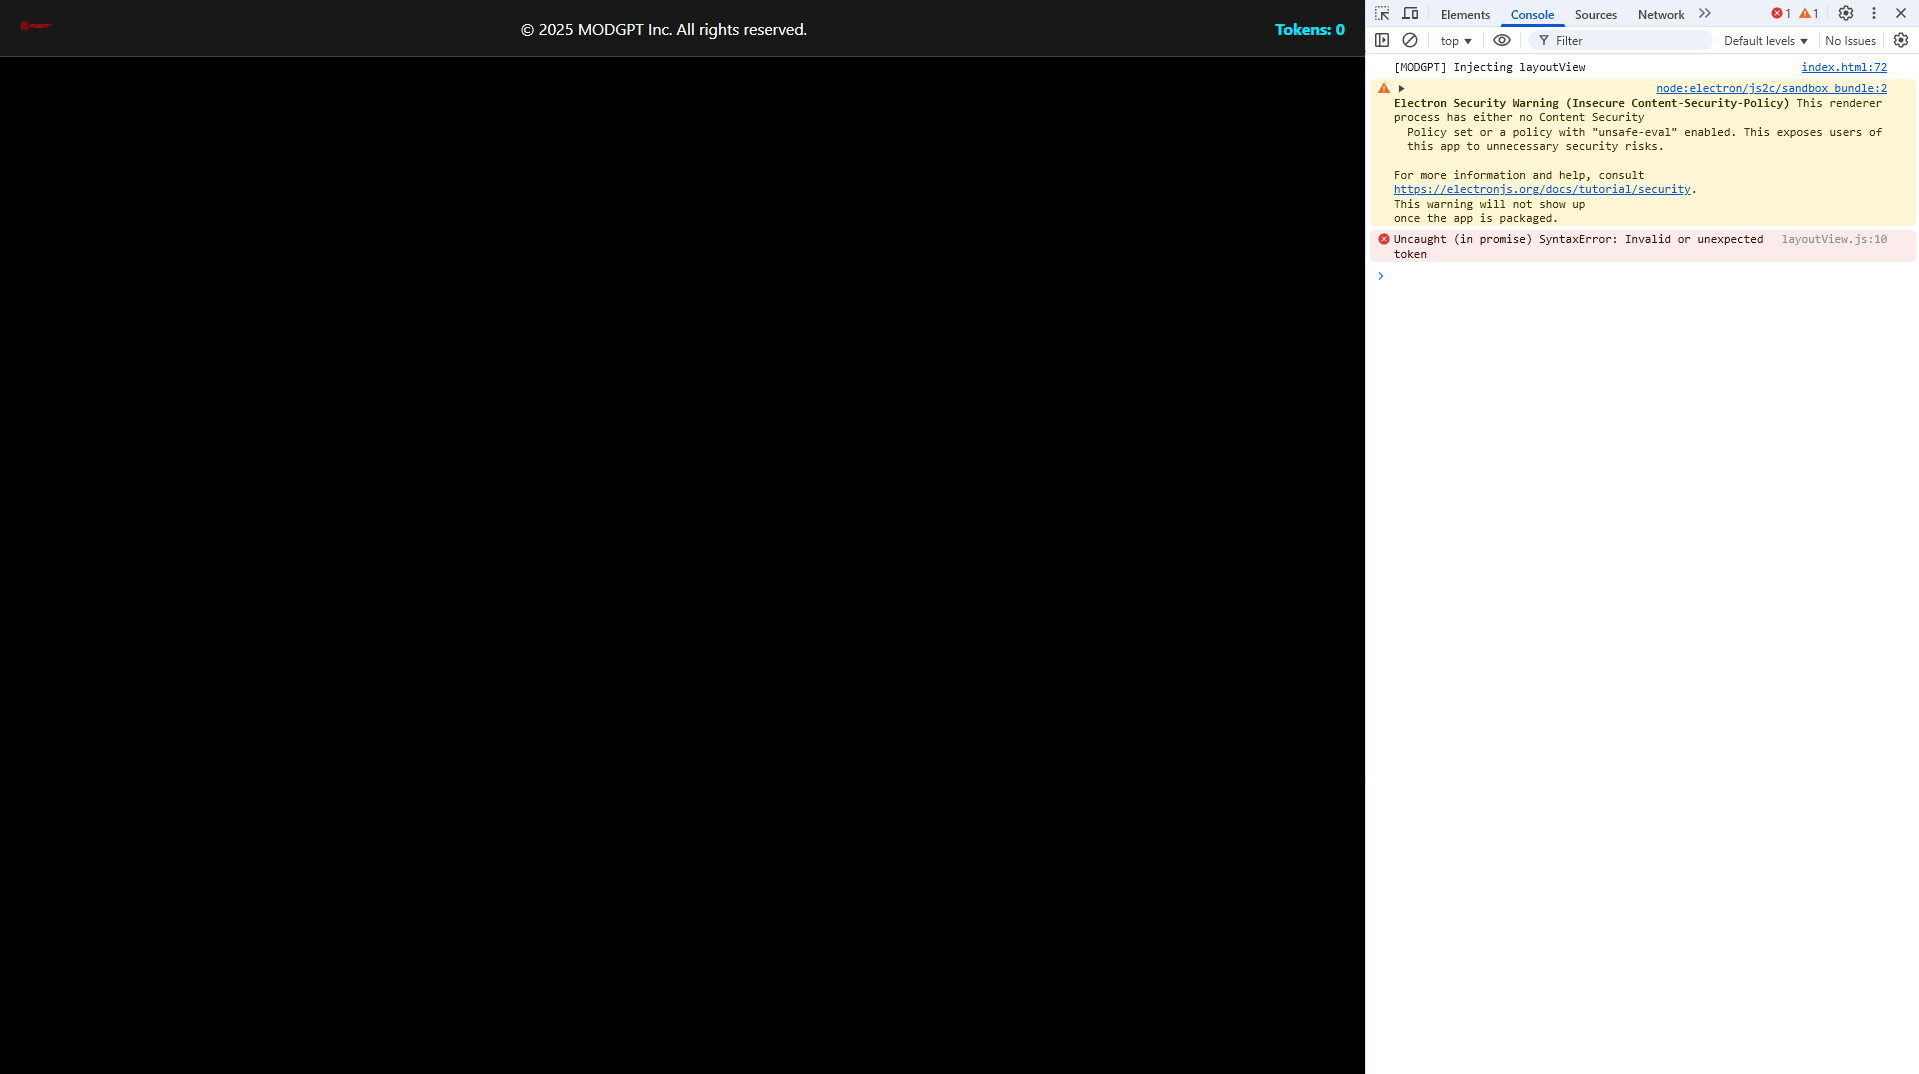 © 2025 MODGPT Inc. All rights reserved.
Tokens: 0
Elements Console Sources Network 1 1
top Filter Default levels No Issues
[MODGPT] Injecting layoutView index.html:72
node:electron/js2c/sandbox_bundle:2
Electron Security Warning (Insecure Content-Security-Policy) This renderer
process has either no Content Security
Policy set or a policy with "unsafe-eval" enabled. This exposes users of
this app to unnecessary security risks.
For more information and help, consult
https://electronjs.org/docs/tutorial/security.
This warning will not show up
once the app is packaged.
Uncaught (in promise) SyntaxError: Invalid or unexpected layoutView.js:10
token